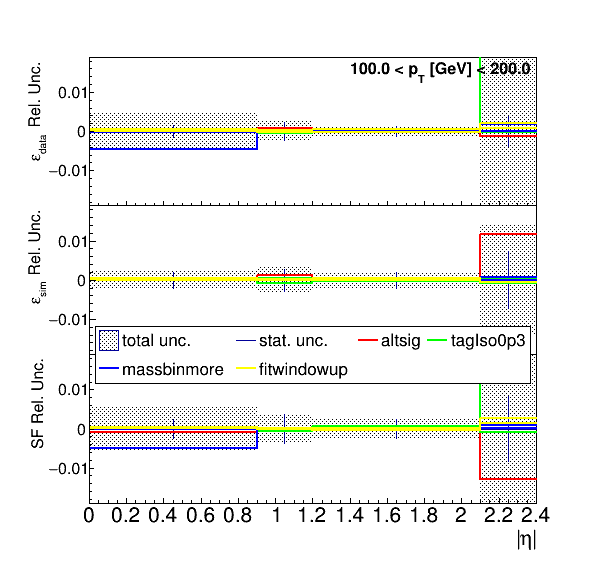 100.0 < p_T [GeV] < 200.0
ε_data Rel. Unc.
0.01
0
−0.01
ε_sim Rel. Unc.
0.01
0
−0.01
total unc. stat. unc. altsig tagIso0p3
massbinmore fitwindowup
SF Rel. Unc.
0.01
0
−0.01
0 0.2 0.4 0.6 0.8 1 1.2 1.4 1.6 1.8 2 2.2 2.4
|η|